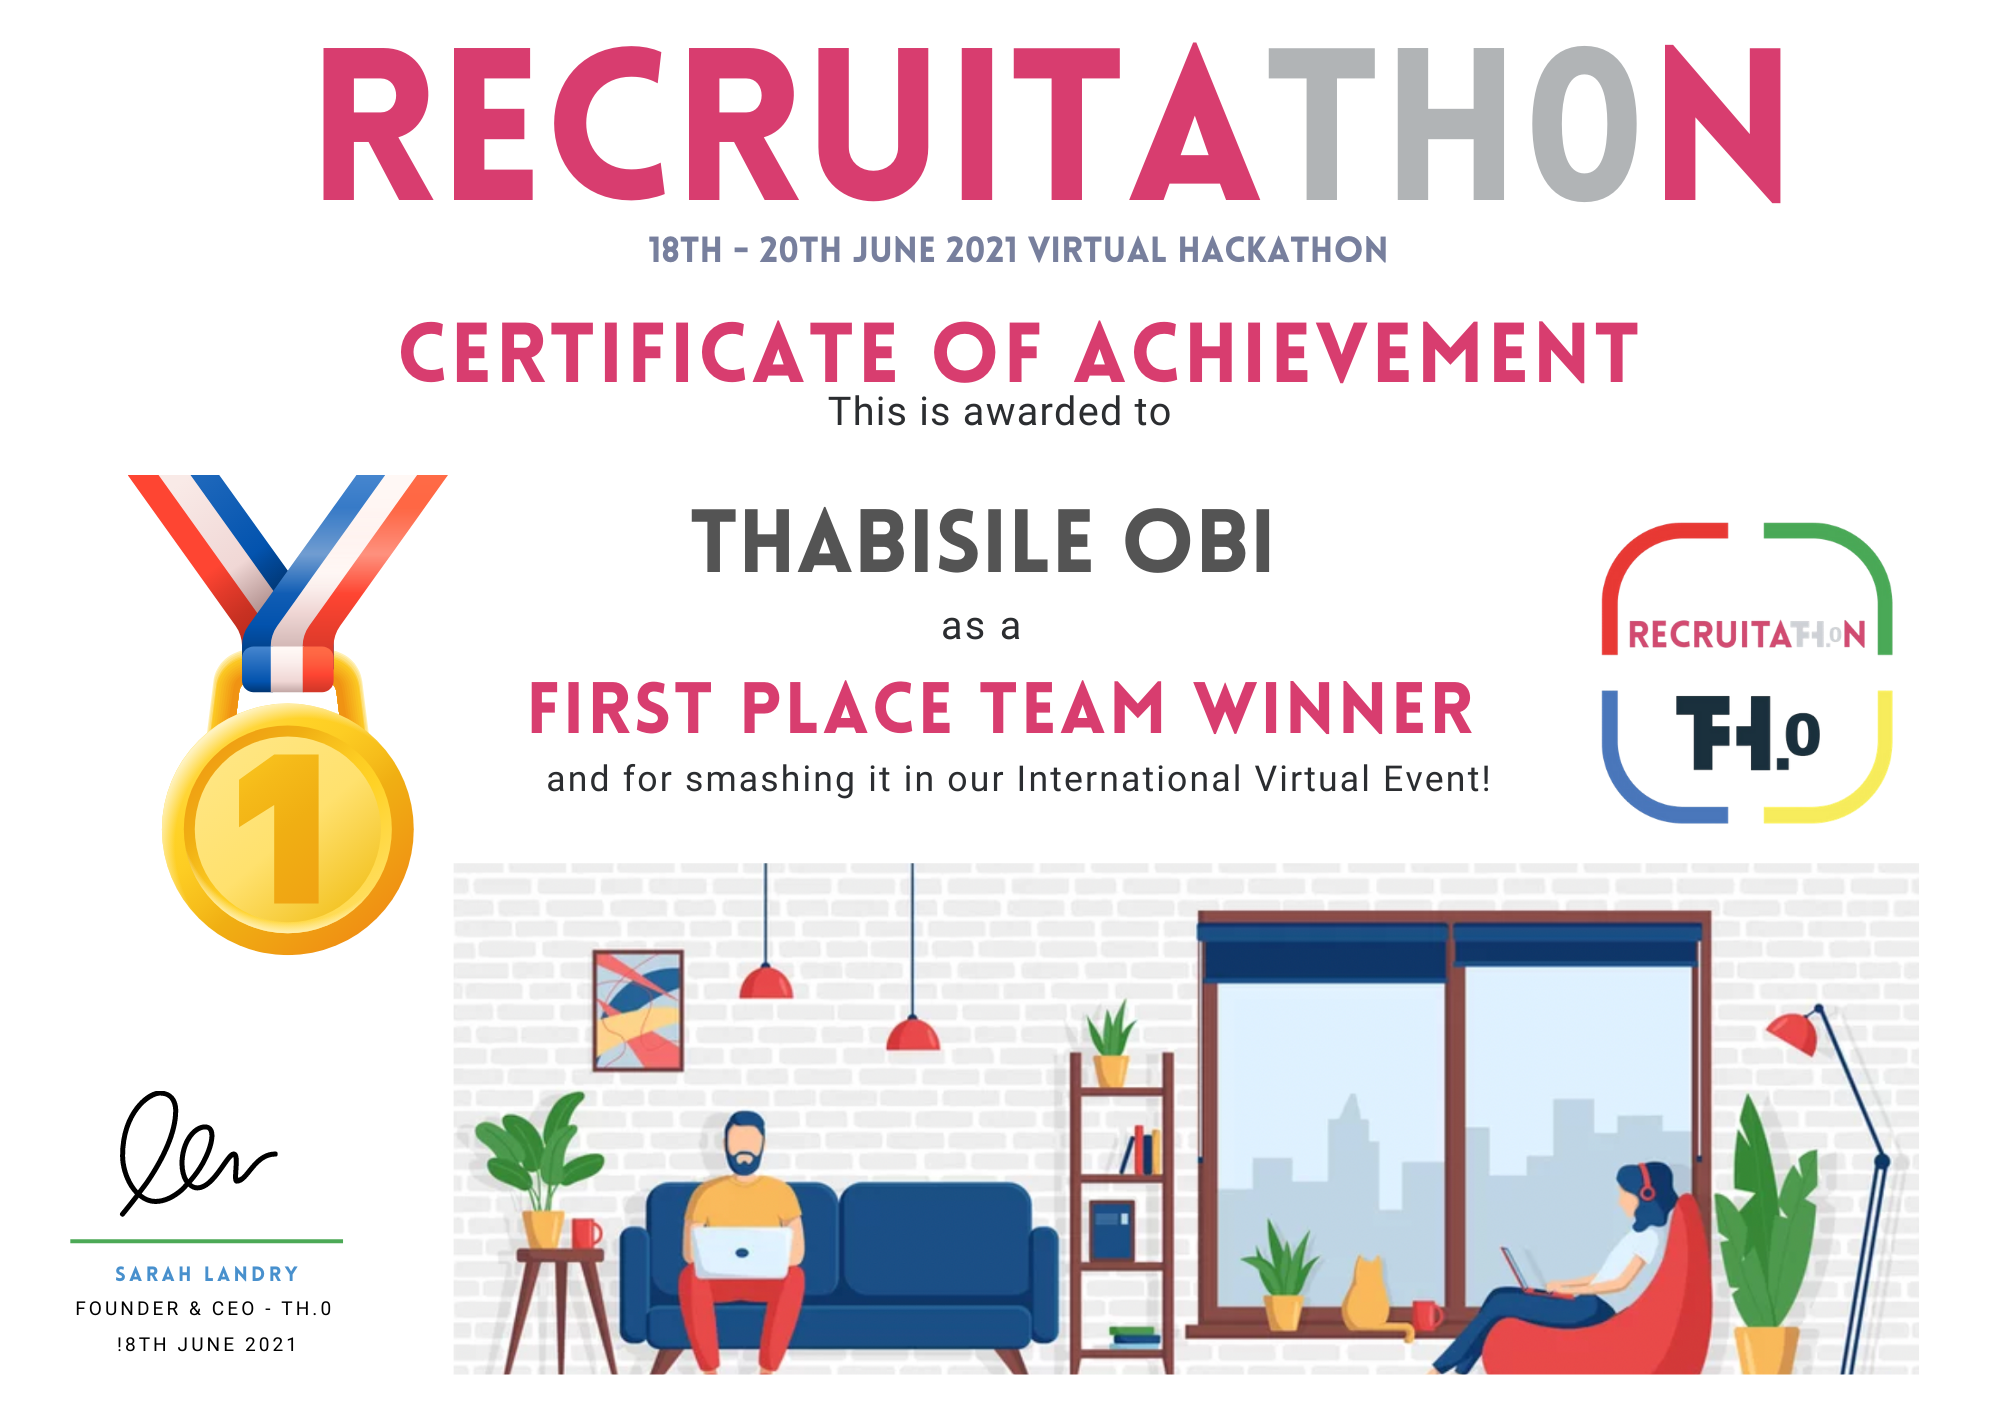 RECRUITATH0N
18TH - 20TH JUNE 2021 VIRTUAL HACKATHON
CERTIFICATE OF ACHIEVEMENT
This is awarded to
THABISILE OBI
as a
FIRST PLACE TEAM WINNER
and for smashing it in our International Virtual Event!
1
RECRUITATH.0N
TH.0
SARAH LANDRY
FOUNDER & CEO - TH.0
!8TH JUNE 2021